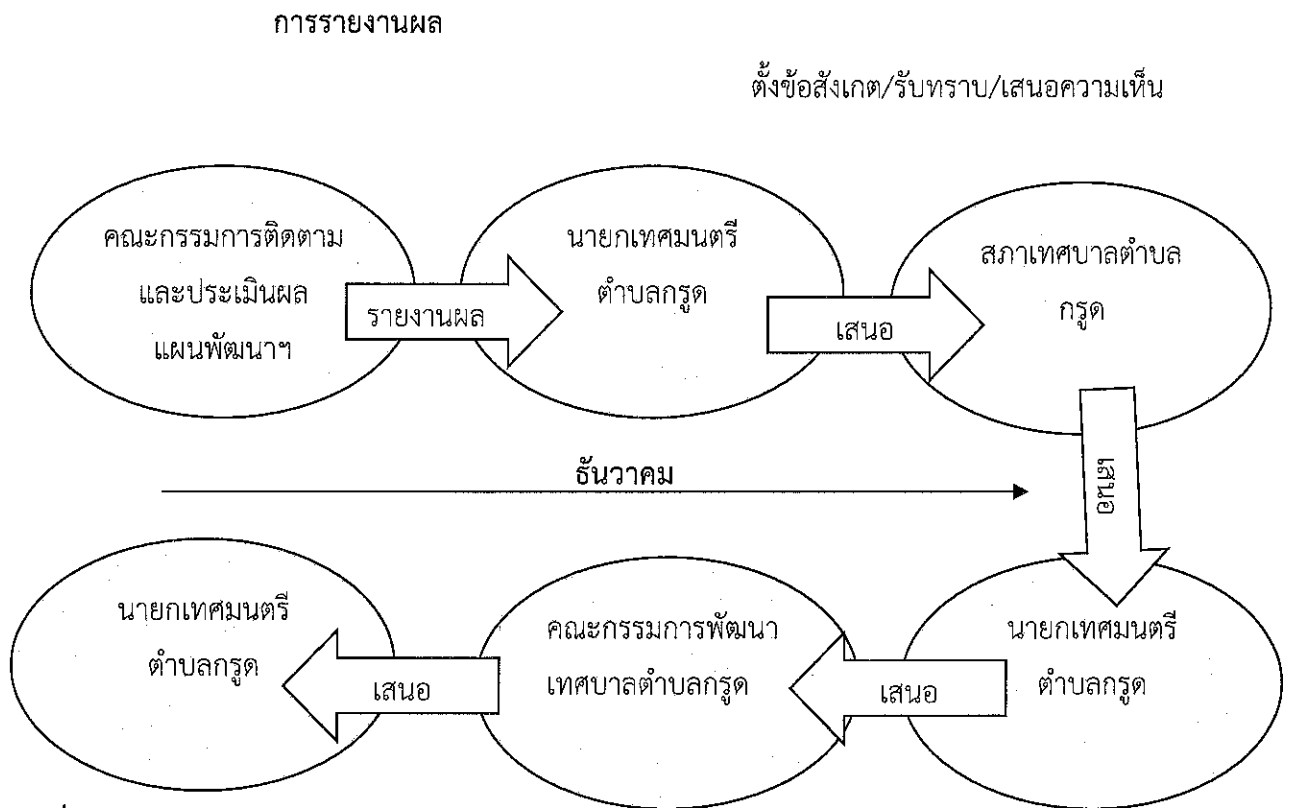 การรายงานผล
ตั้งข้อสังเกต/รับทราบ/เสนอความเห็น
คณะกรรมการติดตาม
และประเมินผล
แผนพัฒนาฯ
รายงานผล
นายกเทศมนตรี
ตำบลกรูด
เสนอ
สภาเทศบาลตำบล
กรูด
เสนอ
ธันวาคม
นายกเทศมนตรี
ตำบลกรูด
เสนอ
คณะกรรมการพัฒนา
เทศบาลตำบลกรูด
เสนอ
นายกเทศมนตรี
ตำบลกรูด